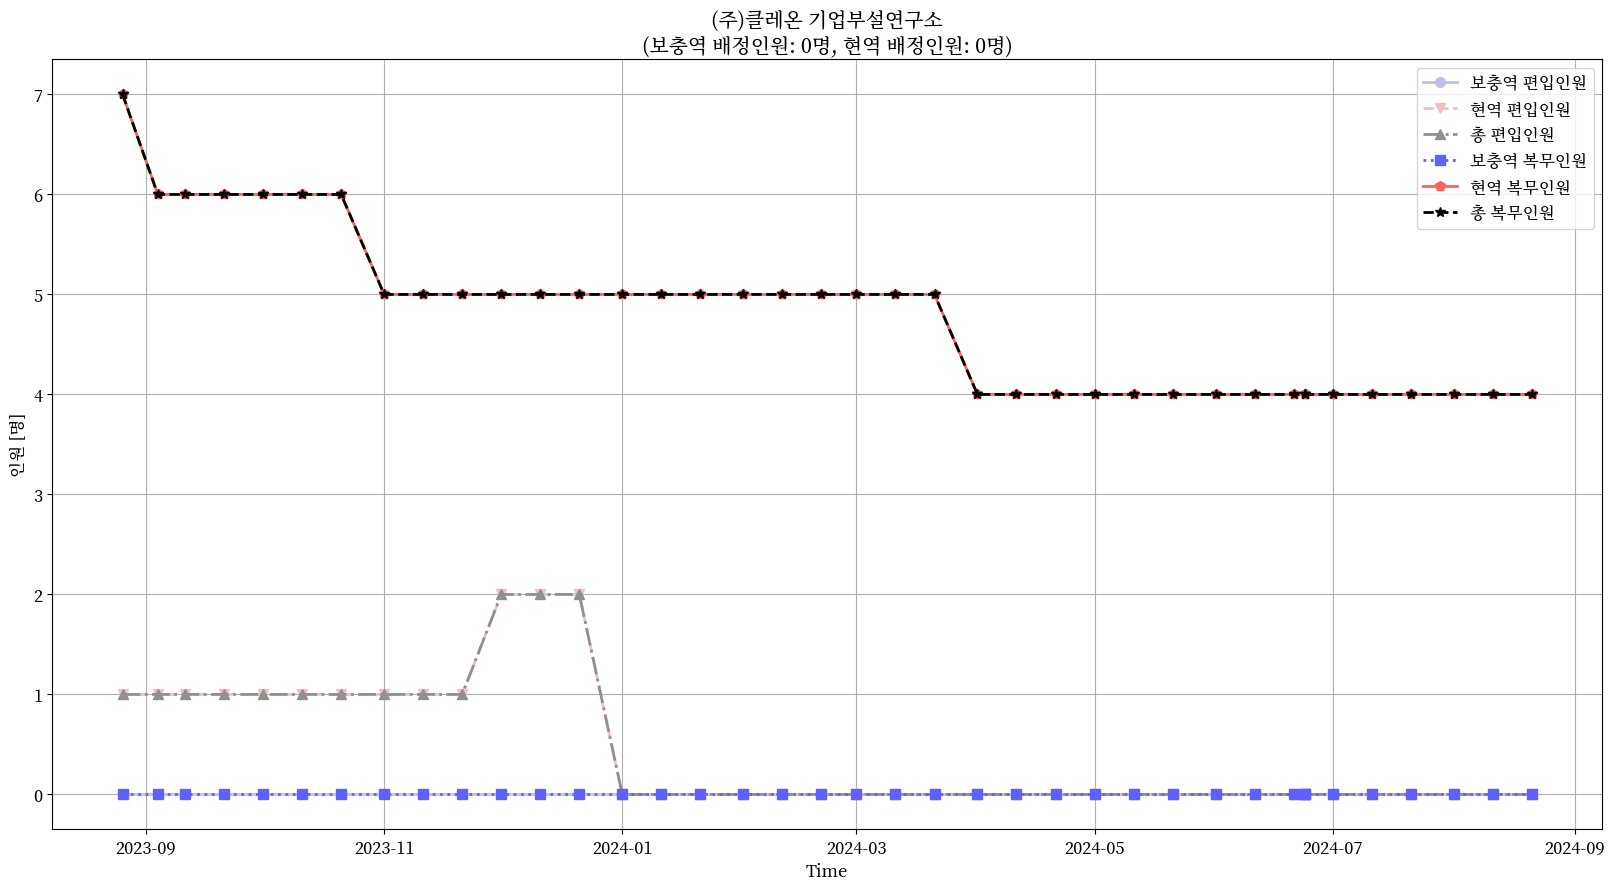 (주)클레온 기업부설연구소
(보충역 배정인원: 0명, 현역 배정인원: 0명)
보충역 편입인원
현역 편입인원
총 편입인원
보충역 복무인원
현역 복무인원
총 복무인원
7
6
5
4
3
2
1
0
인원 [명]
2023-09
2023-11
2024-01
2024-03
2024-05
2024-07
2024-09
Time